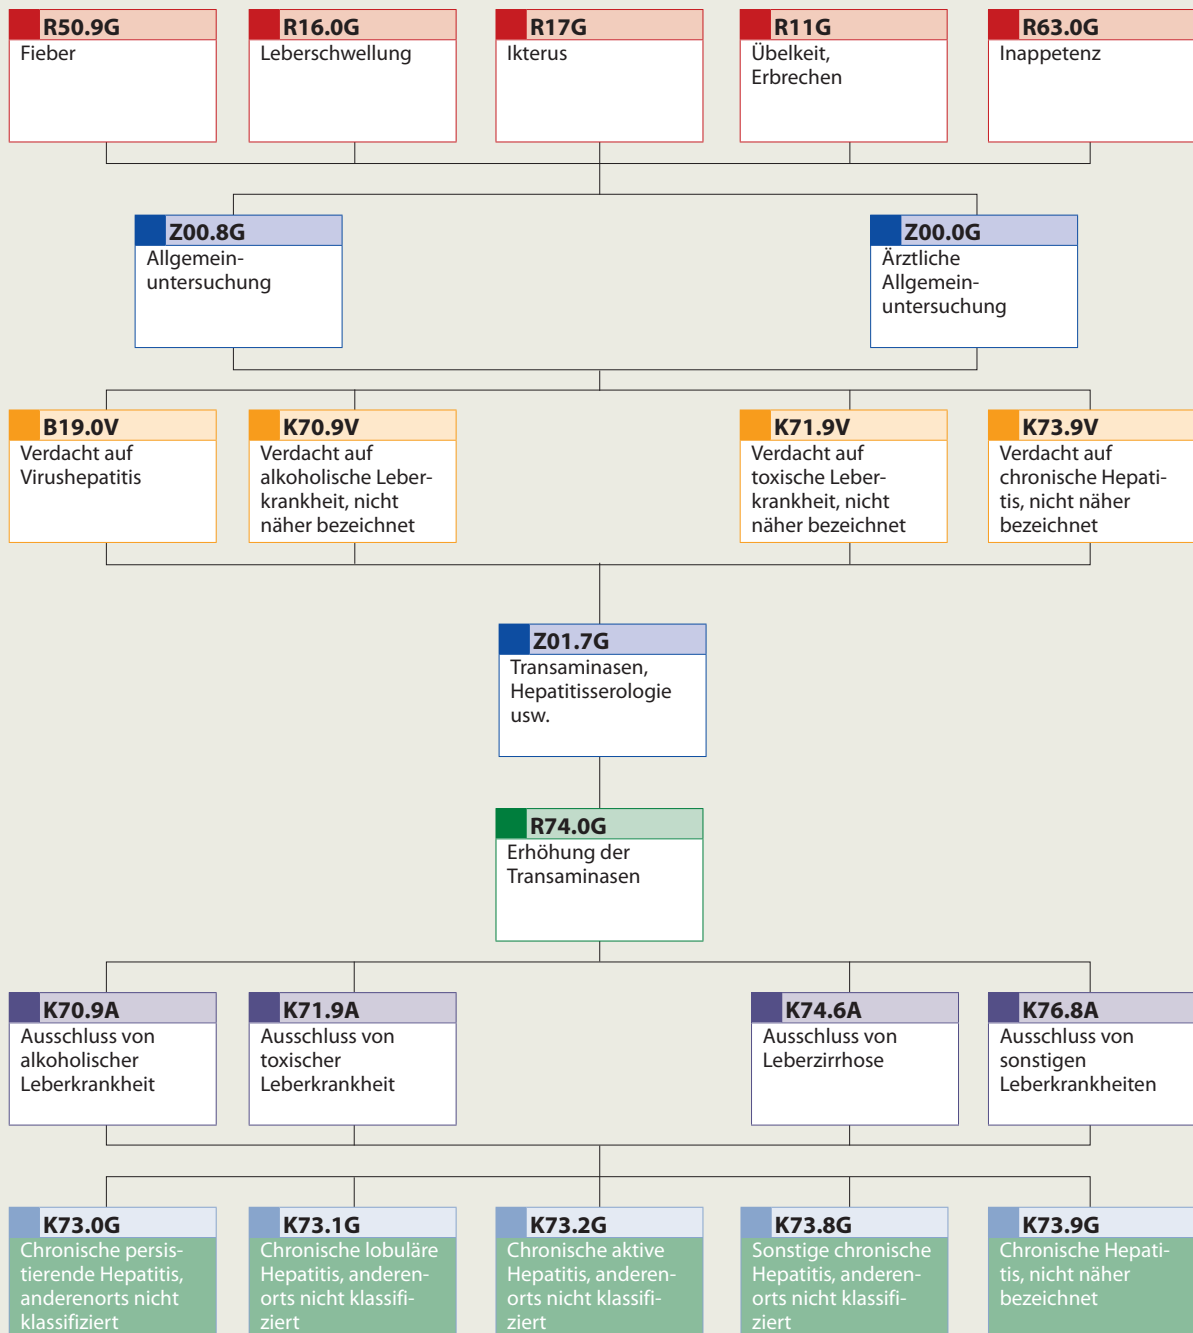 R50.9G
Fieber
R16.0G
Leberschwellung
R17G
Ikterus
R11G
Übelkeit,
Erbrechen
R63.0G
Inappetenz
Z00.8G
Allgemein-
untersuchung
Z00.0G
Ärztliche
Allgemein-
untersuchung
B19.0V
Verdacht auf
Virushepatitis
K70.9V
Verdacht auf
alkoholische Leber-
krankheit, nicht
näher bezeichnet
K71.9V
Verdacht auf
toxische Leber-
krankheit, nicht
näher bezeichnet
K73.9V
Verdacht auf
chronische Hepati-
tis, nicht näher
bezeichnet
Z01.7G
Transaminasen,
Hepatitisserologie
usw.
R74.0G
Erhöhung der
Transaminasen
K70.9A
Ausschluss von
alkoholischer
Leberkrankheit
K71.9A
Ausschluss von
toxischer
Leberkrankheit
K74.6A
Ausschluss von
Leberzirrhose
K76.8A
Ausschluss von
sonstigen
Leberkrankheiten
K73.0G
Chronische persis-
tierende Hepatitis,
anderenorts nicht
klassifiziert
K73.1G
Chronische lobuläre
Hepatitis, anderen-
orts nicht klassifi-
ziert
K73.2G
Chronische aktive
Hepatitis, anderen-
orts nicht klassifi-
ziert
K73.8G
Sonstige chronische
Hepatitis, anderen-
orts nicht klassifi-
ziert
K73.9G
Chronische Hepati-
tis, nicht näher
bezeichnet